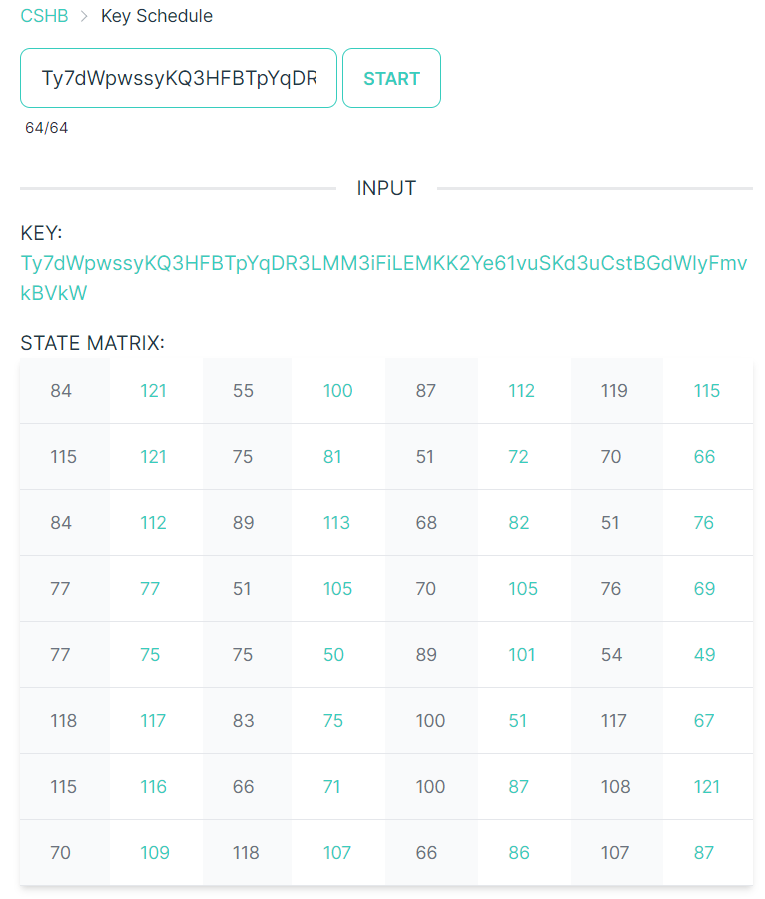 CSHB > Key Schedule
Ty7dWpwssyKQ3HFBTpYqDR START
64/64
INPUT
KEY:
Ty7dWpwssyKQ3HFBTpYqDR3LMM3iFiLEMKK2Ye61vuSKd3uCstBGdWlyFmv
kBVkW
STATE MATRIX:
84 121 55 100 87 112 119 115
115 121 75 81 51 72 70 66
84 112 89 113 68 82 51 76
77 77 51 105 70 105 76 69
77 75 75 50 89 101 54 49
118 117 83 75 100 51 117 67
115 116 66 71 100 87 108 121
70 109 118 107 66 86 107 87